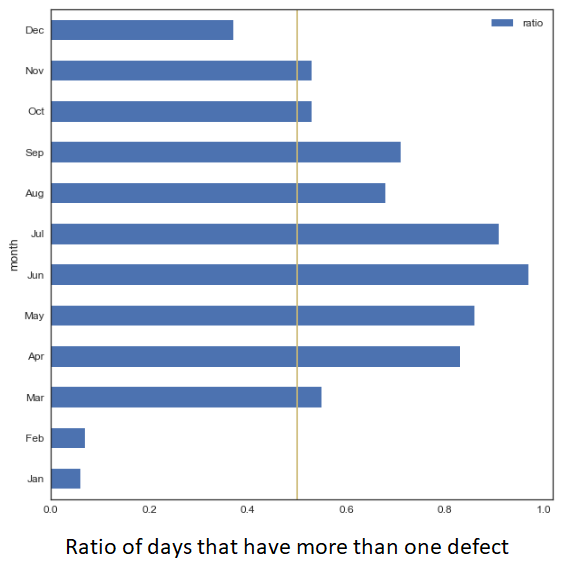 ratio
Dec
Nov
Oct
Sep
Aug
Jul
Jun
May
Apr
Mar
Feb
Jan
month
0.0 0.2 0.4 0.6 0.8 1.0
Ratio of days that have more than one defect